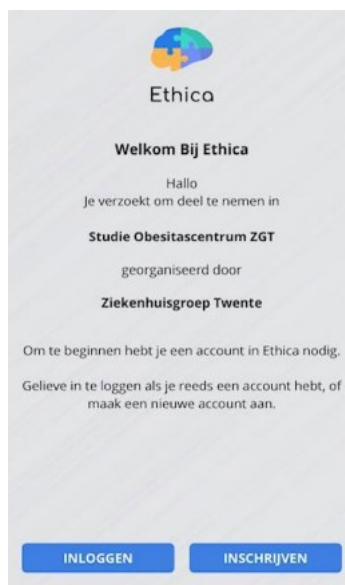 Ethica
Welkom Bij Ethica
Hallo
Je verzoekt om deel te nemen in
Studie Obesitascentrum ZGT
georganiseerd door
Ziekenhuisgroep Twente
Om te beginnen hebt je een account in Ethica nodig.
Gelieve in te loggen als je reeds een account hebt, of
maak een nieuwe account aan.
INLOGGEN
INSCHRIJVEN